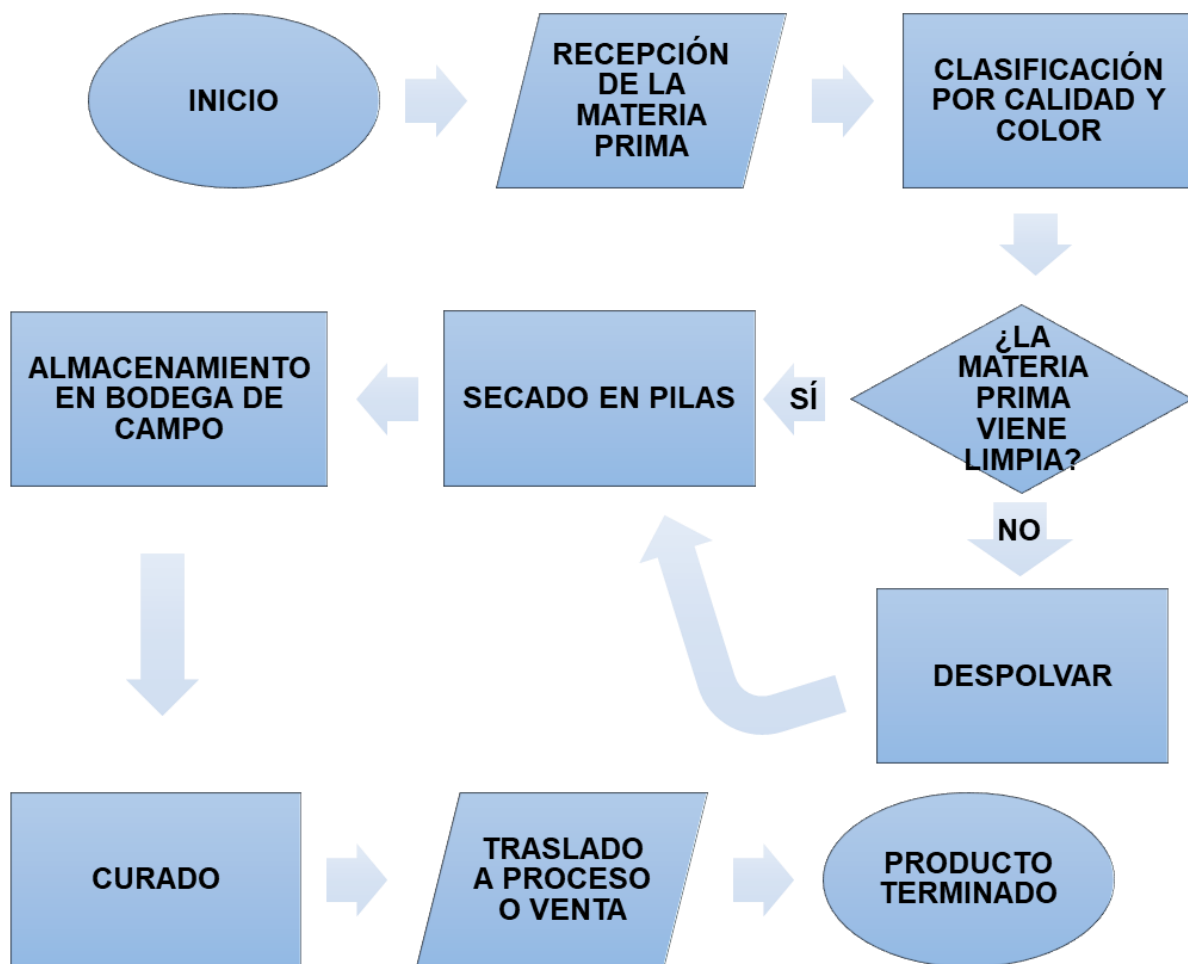 INICIO
RECEPCIÓN
DE LA
MATERIA
PRIMA
CLASIFICACIÓN
POR CALIDAD Y
COLOR
¿LA
MATERIA
PRIMA
VIENE
LIMPIA?
SÍ
SECADO EN PILAS
ALMACENAMIENTO
EN BODEGA DE
CAMPO
NO
DESPOLVAR
CURADO
TRASLADO
A PROCESO
O VENTA
PRODUCTO
TERMINADO